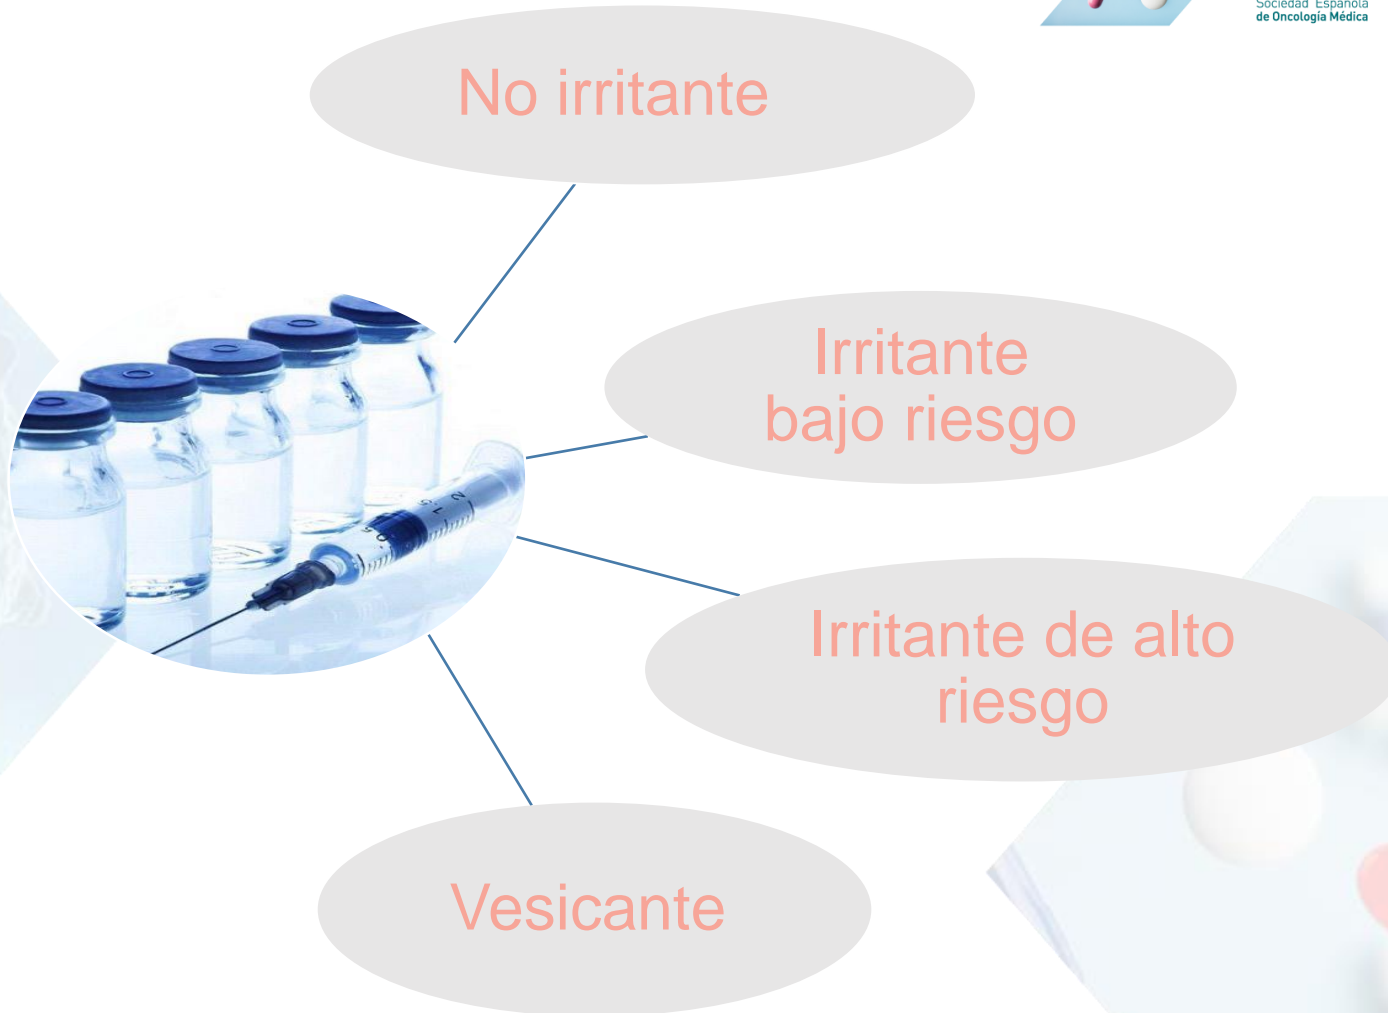 Sociedad Española
de Oncología Médica
No irritante
Irritante
bajo riesgo
Irritante de alto
riesgo
Vesicante